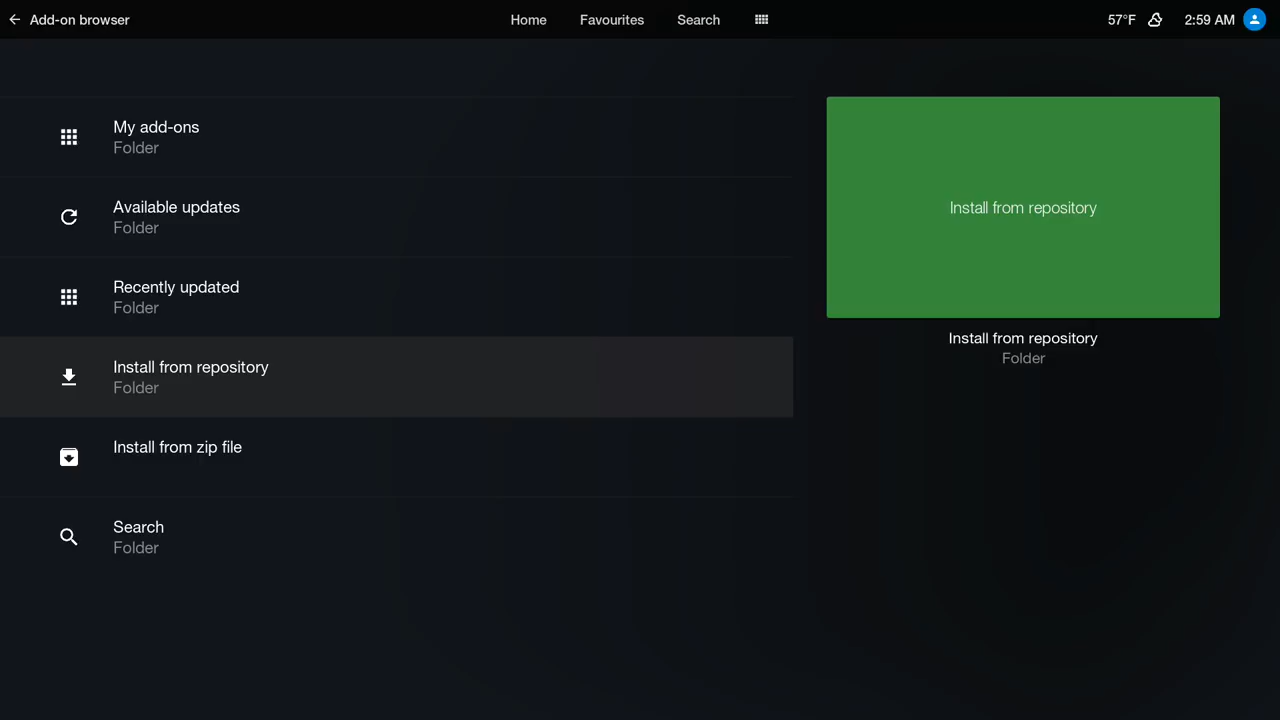 Add-on browser
Home
Favourites
Search
57°F
2:59 AM
My add-ons
Folder
Available updates
Folder
Recently updated
Folder
Install from repository
Folder
Install from zip file
Search
Folder
Install from repository
Install from repository
Folder